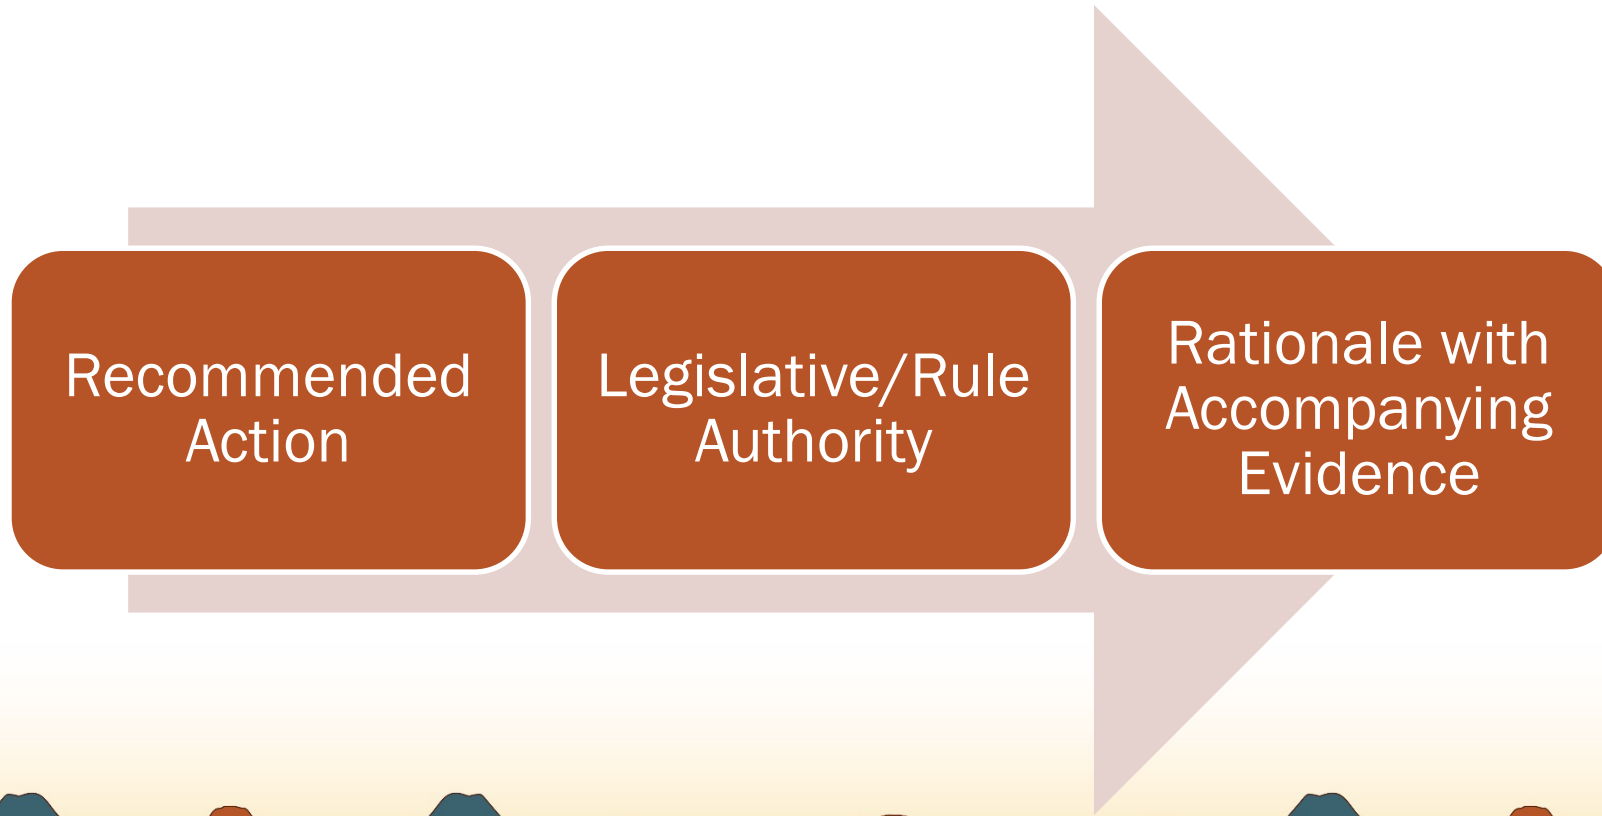 Recommended
Action
Legislative/Rule
Authority
Rationale with
Accompanying
Evidence